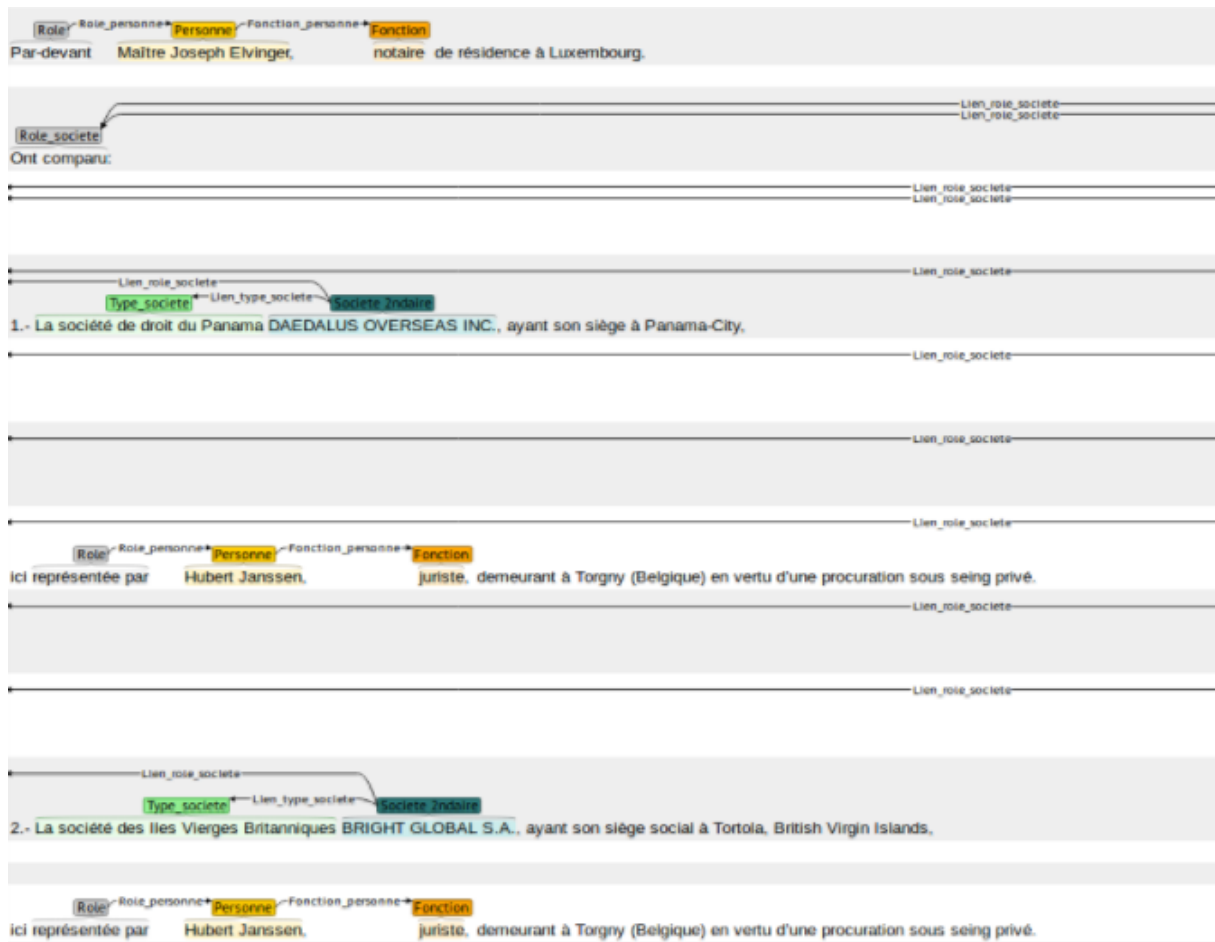 Role Role_personne Personne Fonction_personne Fonction
Par-devant Maître Joseph Elvinger, notaire de résidence à Luxembourg.
Lien_role_societe
Lien_role_societe
Role_societe
Ont comparu:
Lien_role_societe
Lien_role_societe
Lien_role_societe
Lien_role_societe
Type_societe Lien_type_societe Societe 2ndaire
1.- La société de droit du Panama DAEDALUS OVERSEAS INC., ayant son siège à Panama-City,
Lien_role_societe
Lien_role_societe
Lien_role_societe
Role Role_personne Personne Fonction_personne Fonction
ici représentée par Hubert Janssen, juriste, demeurant à Torgny (Belgique) en vertu d'une procuration sous seing privé.
Lien_role_societe
Lien_role_societe
Lien_role_societe
Type_societe Lien_type_societe Societe 2ndaire
2.- La société des Iles Vierges Britanniques BRIGHT GLOBAL S.A., ayant son siège social à Tortola, British Virgin Islands,
Role Role_personne Personne Fonction_personne Fonction
ici représentée par Hubert Janssen, juriste, demeurant à Torgny (Belgique) en vertu d'une procuration sous seing privé.